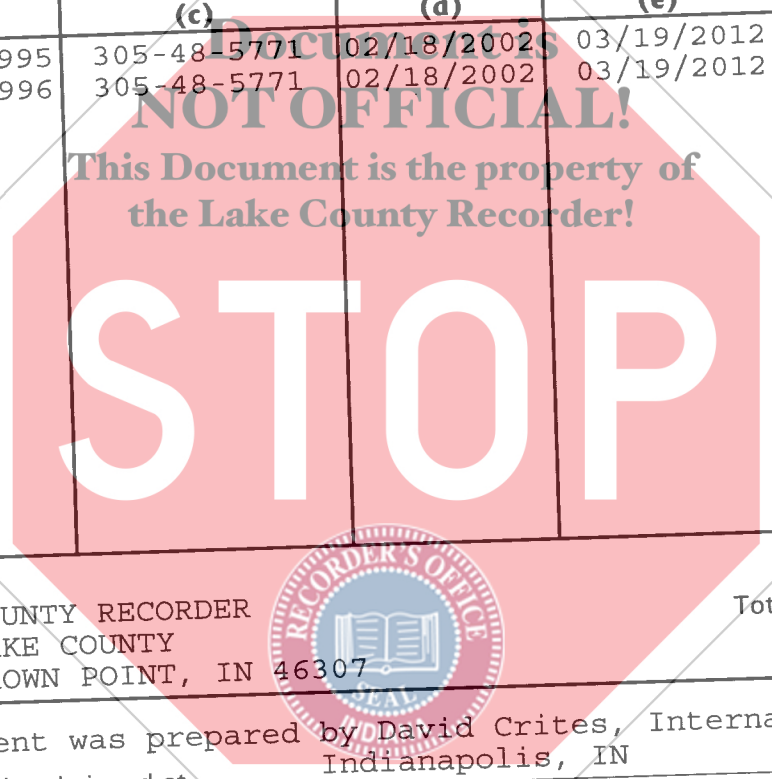 (c) (d) (e)
995 305-48-5771 02/18/2002 03/19/2012
996 305-48-5771 02/18/2002 03/19/2012
Document is
NOT OFFICIAL!
This Document is the property of
the Lake County Recorder!
STOP
RECORDER'S OFFICE
SEAL
UNTY RECORDER Tot
KE COUNTY
OWN POINT, IN 46307
ent was prepared by David Crites, Interna
Indianapolis, IN